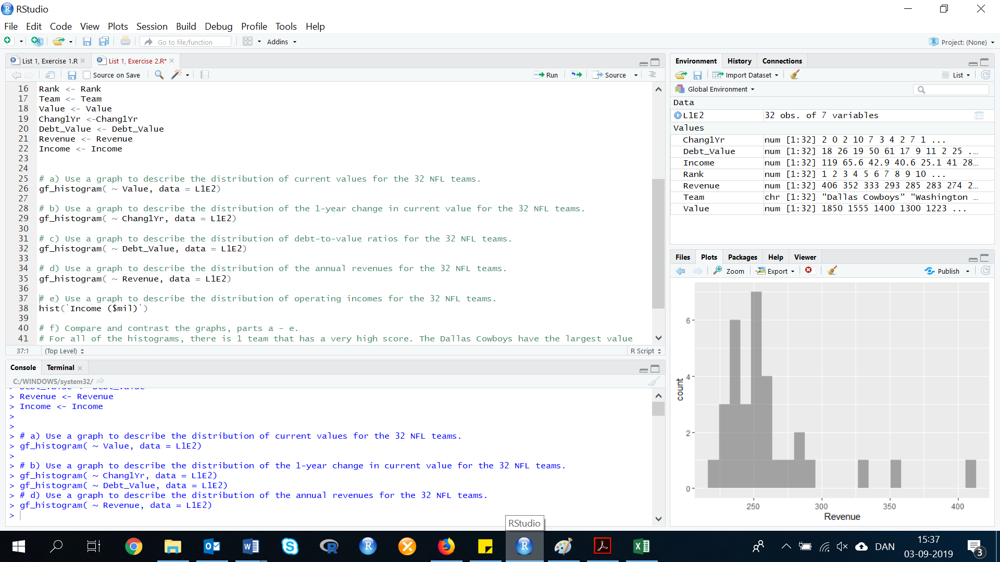 RStudio
File Edit Code View Plots Session Build Debug Profile Tools Help
Go to file/function Addins Project: (None)
List 1, Exercise 1.R List 1, Exercise 2.R*
Source on Save Run Source
16 Rank <- Rank
17 Team <- Team
18 Value <- Value
19 Chang1Yr <-Chang1Yr
20 Debt_Value <- Debt_Value
21 Revenue <- Revenue
22 Income <- Income
23
24
25 # a) Use a graph to describe the distribution of current values for the 32 NFL teams.
26 gf_histogram( ~ Value, data = L1E2)
27
28 # b) Use a graph to describe the distribution of the 1-year change in current value for the 32 NFL teams.
29 gf_histogram( ~ Chang1Yr, data = L1E2)
30
31 # c) Use a graph to describe the distribution of debt-to-value ratios for the 32 NFL teams.
32 gf_histogram( ~ Debt_Value, data = L1E2)
33
34 # d) Use a graph to describe the distribution of the annual revenues for the 32 NFL teams.
35 gf_histogram( ~ Revenue, data = L1E2)
36
37 # e) Use a graph to describe the distribution of operating incomes for the 32 NFL teams.
38 hist(`Income ($mil)`)
39
40 # f) Compare and contrast the graphs, parts a - e.
41 # For all of the histograms, there is 1 team that has a very high score. The Dallas Cowboys have the largest value
37:1 (Top Level) R Script
Console Terminal
C:/WINDOWS/system32/
> Debt_Value <- Debt_Value
> Revenue <- Revenue
> Income <- Income
>
>
> # a) Use a graph to describe the distribution of current values for the 32 NFL teams.
> gf_histogram( ~ Value, data = L1E2)
>
> # b) Use a graph to describe the distribution of the 1-year change in current value for the 32 NFL teams.
> gf_histogram( ~ Chang1Yr, data = L1E2)
> gf_histogram( ~ Debt_Value, data = L1E2)
> # d) Use a graph to describe the distribution of the annual revenues for the 32 NFL teams.
> gf_histogram( ~ Revenue, data = L1E2)
>
Environment History Connections
Import Dataset List
Global Environment
Data
L1E2 32 obs. of 7 variables
Values
Chang1Yr num [1:32] 2 0 2 10 7 3 4 2 7 1 ...
Debt_Value num [1:32] 18 26 19 50 61 17 9 11 2 25 ...
Income num [1:32] 119 65.6 42.9 40.6 25.1 41 28...
Rank num [1:32] 1 2 3 4 5 6 7 8 9 10 ...
Revenue num [1:32] 406 352 333 293 285 283 274 2...
Team chr [1:32] "Dallas Cowboys" "Washington ...
Value num [1:32] 1850 1555 1400 1300 1223 ...
Files Plots Packages Help Viewer
Zoom Export Publish
6
4
2
0
count
250 300 350 400
Revenue
RStudio
DAN
15:37
03-09-2019
3